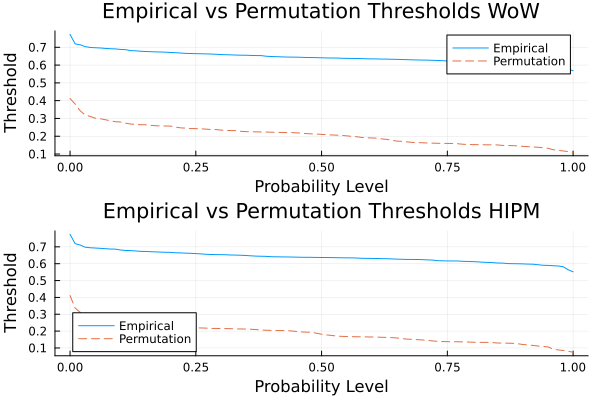 Empirical vs Permutation Thresholds WoW
Threshold
0.7
0.6
0.5
0.4
0.3
0.2
0.1
Empirical
Permutation
0.00 0.25 0.50 0.75 1.00
Probability Level
Empirical vs Permutation Thresholds HIPM
Threshold
0.7
0.6
0.5
0.4
0.3
0.2
0.1
Empirical
Permutation
0.00 0.25 0.50 0.75 1.00
Probability Level